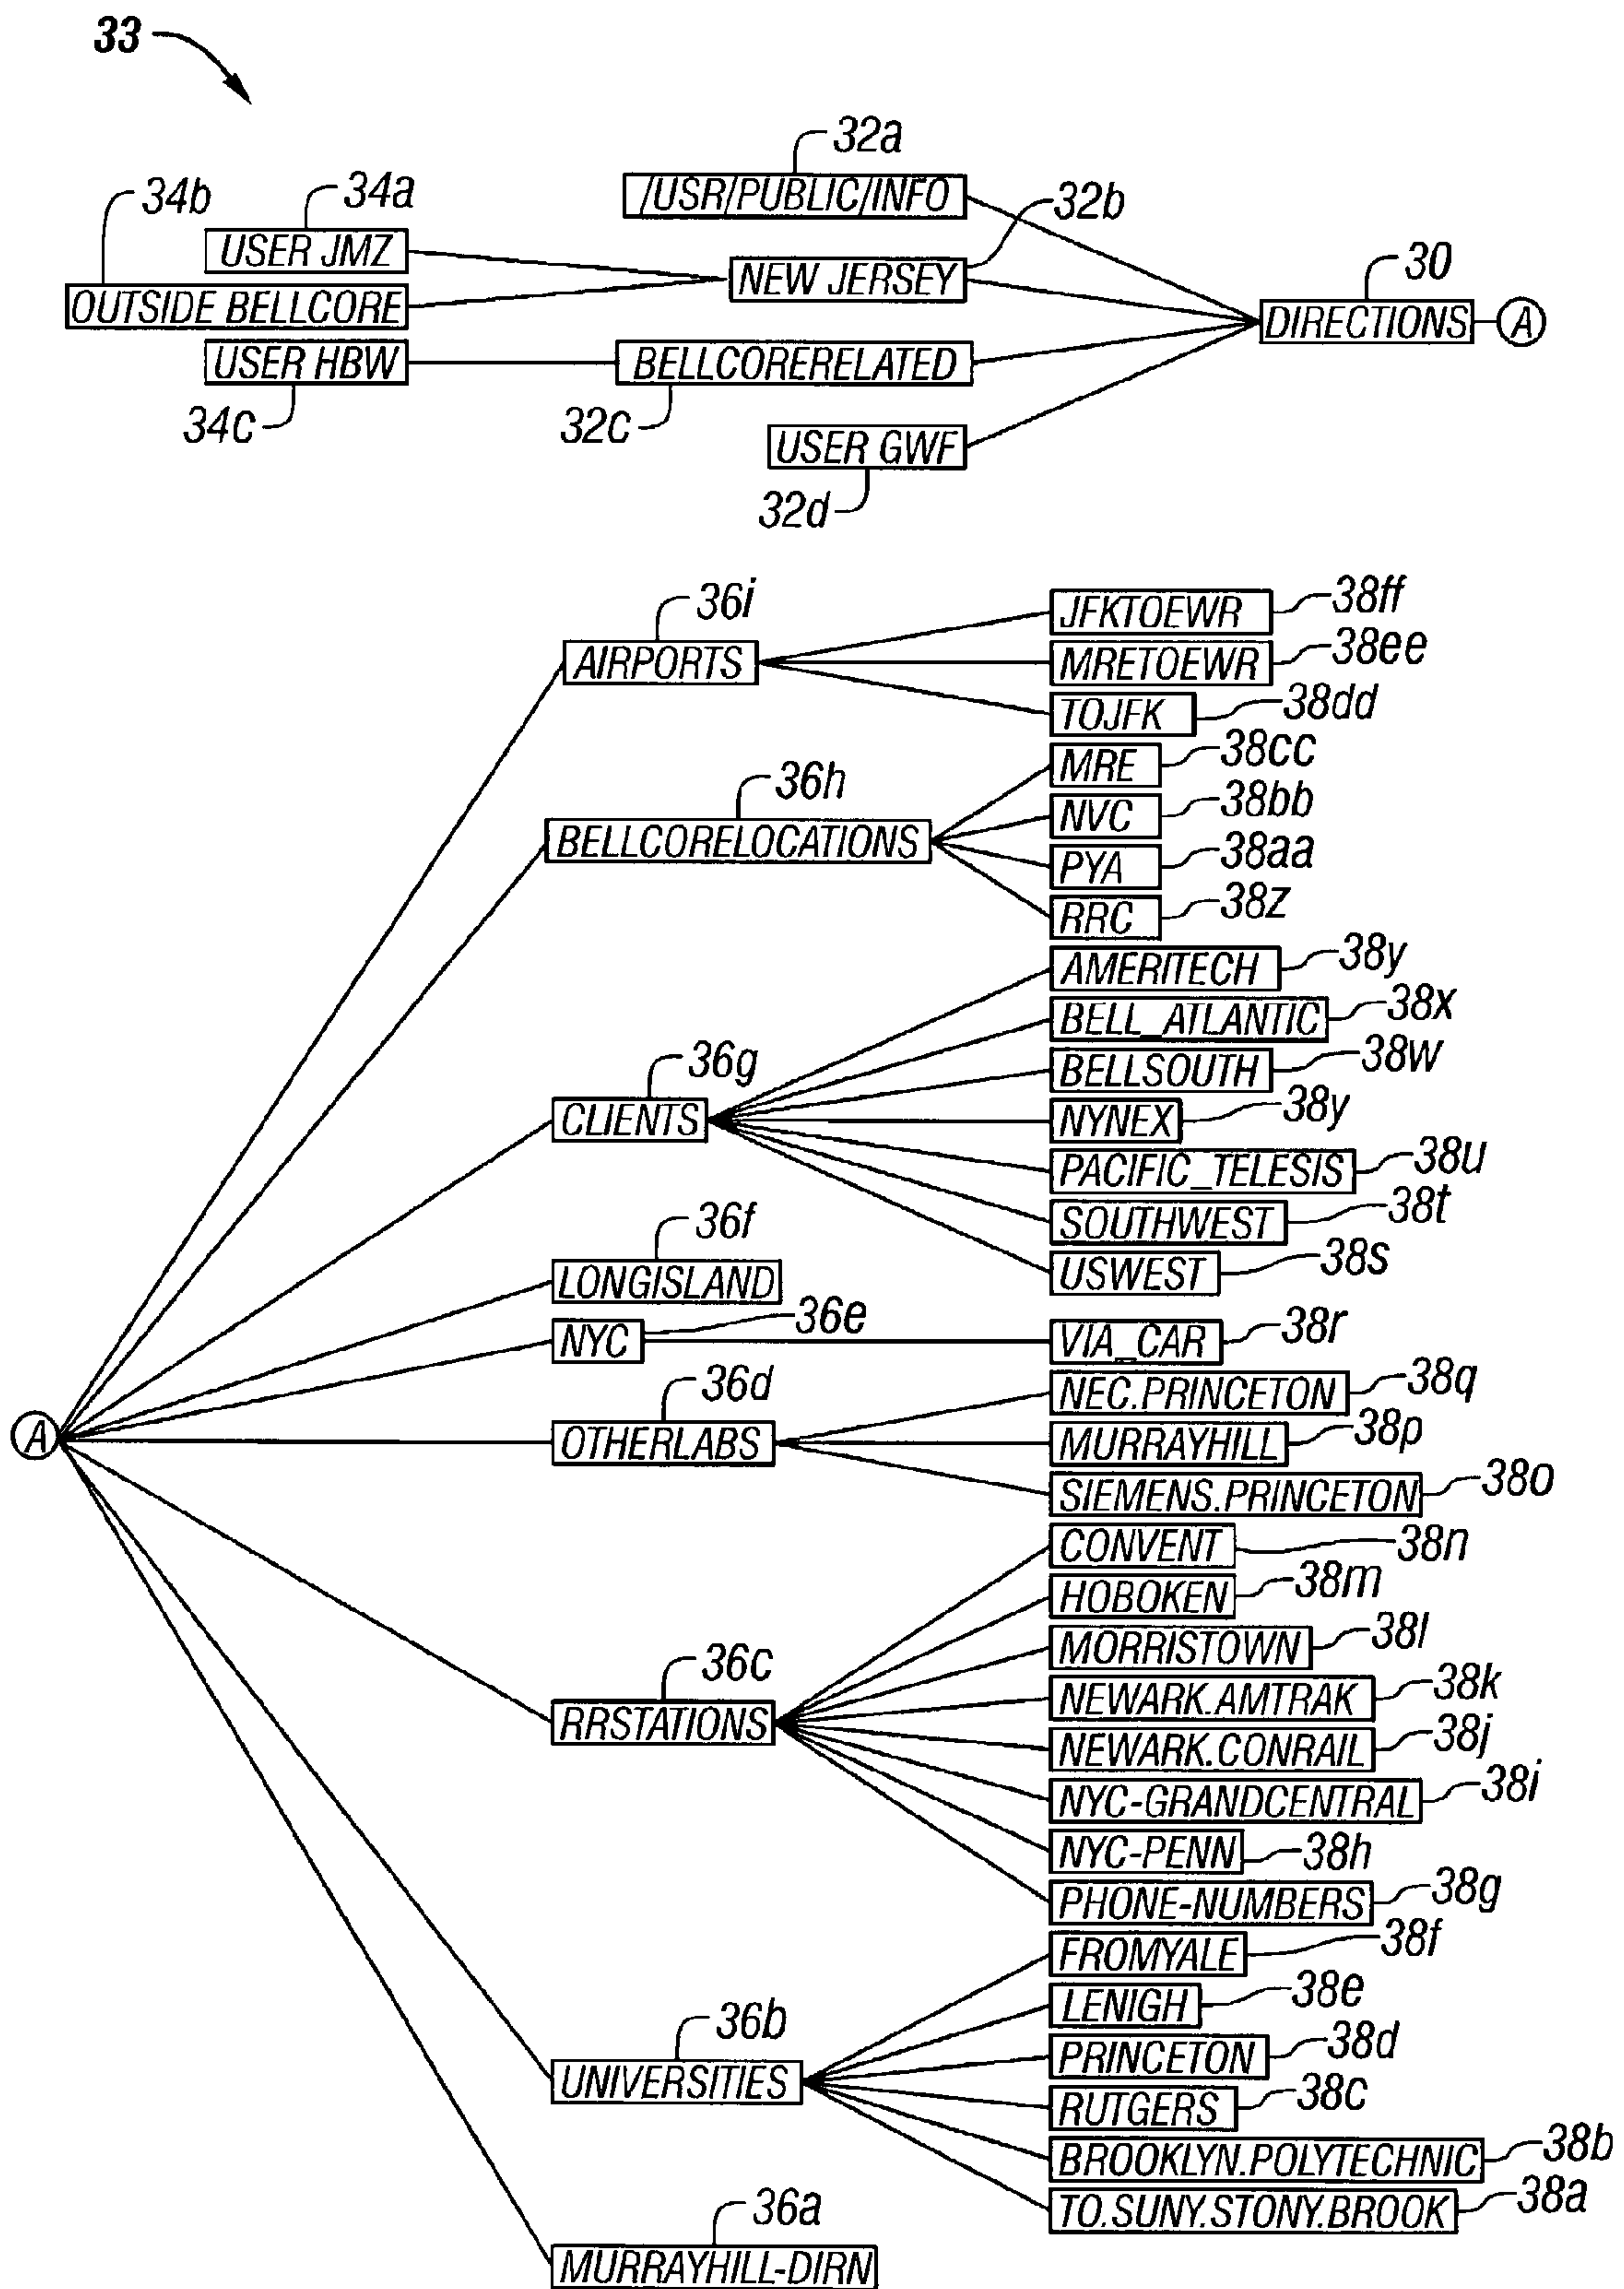 33
32a
/USR/PUBLIC/INFO
34b
34a
32b
USER JMZ
NEW JERSEY
30
OUTSIDE BELLCORE
DIRECTIONS
A
USER HBW
BELLCORERELATED
34c
32c
USER GWF
32d
36i
JFKTOEWR
38ff
AIRPORTS
MRETOEWR
38ee
TOJFK
38dd
36h
MRE
38cc
BELLCORELOCATIONS
NVC
38bb
PYA
38aa
RRC
38z
36g
AMERITECH
38y
BELL_ATLANTIC
38x
BELLSOUTH
38w
CLIENTS
NYNEX
38y
PACIFIC_TELESIS
38u
SOUTHWEST
38t
USWEST
38s
36f
LONGISLAND
NYC
36e
VIA_CAR
38r
36d
NEC.PRINCETON
38q
A
OTHERLABS
MURRAYHILL
38p
SIEMENS.PRINCETON
38o
CONVENT
38n
HOBOKEN
38m
36c
MORRISTOWN
38l
NEWARK.AMTRAK
38k
RRSTATIONS
NEWARK.CONRAIL
38j
NYC-GRANDCENTRAL
38i
NYC-PENN
38h
PHONE-NUMBERS
38g
FROMYALE
38f
36b
LENIGH
38e
PRINCETON
38d
UNIVERSITIES
RUTGERS
38c
BROOKLYN.POLYTECHNIC
38b
TO.SUNY.STONY.BROOK
38a
36a
MURRAYHILL-DIRN